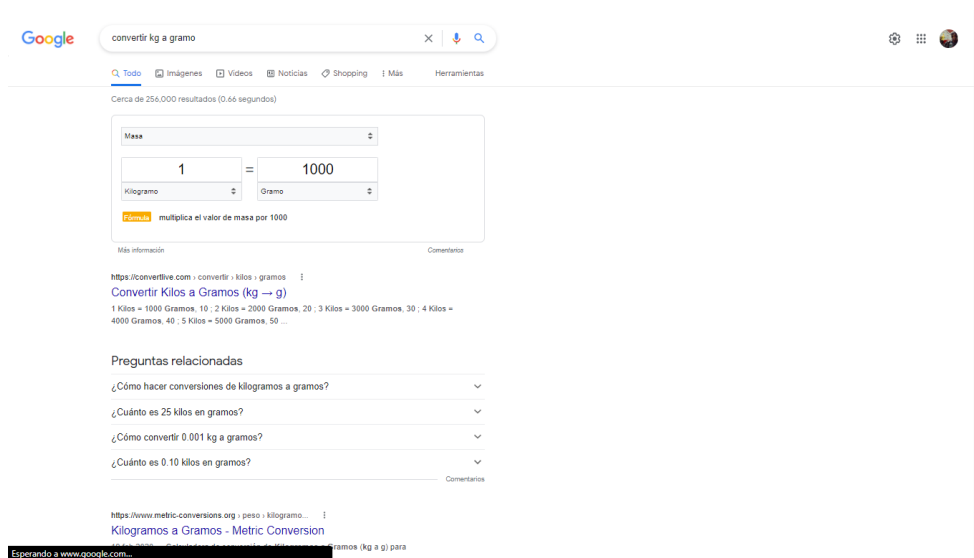 Google
convertir kg a gramo
Todo Imágenes Videos Noticias Shopping Más Herramientas
Cerca de 256,000 resultados (0.66 segundos)
Masa
1 = 1000
Kilogramo Gramo
Fórmula multiplica el valor de masa por 1000
Más información Comentarios
https://convertlive.com › convertir › kilos › gramos
Convertir Kilos a Gramos (kg → g)
1 Kilos = 1000 Gramos, 10 ; 2 Kilos = 2000 Gramos, 20 ; 3 Kilos = 3000 Gramos, 30 ; 4 Kilos =
4000 Gramos, 40 ; 5 Kilos = 5000 Gramos, 50 ...
Preguntas relacionadas
¿Cómo hacer conversiones de kilogramos a gramos?
¿Cuánto es 25 kilos en gramos?
¿Cómo convertir 0.001 kg a gramos?
¿Cuánto es 0.10 kilos en gramos?
Comentarios
https://www.metric-conversions.org › peso › kilogramo...
Kilogramos a Gramos - Metric Conversion
Gramos (kg a g) para
Esperando a www.google.com...